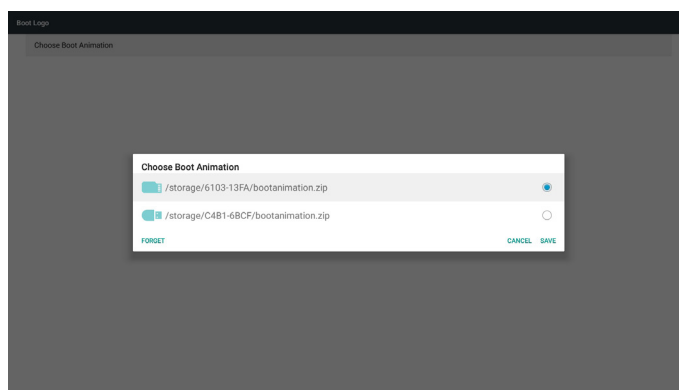 Boot Logo
Choose Boot Animation
Choose Boot Animation
/storage/6103-13FA/bootanimation.zip
/storage/C4B1-6BCF/bootanimation.zip
FORGET CANCEL SAVE